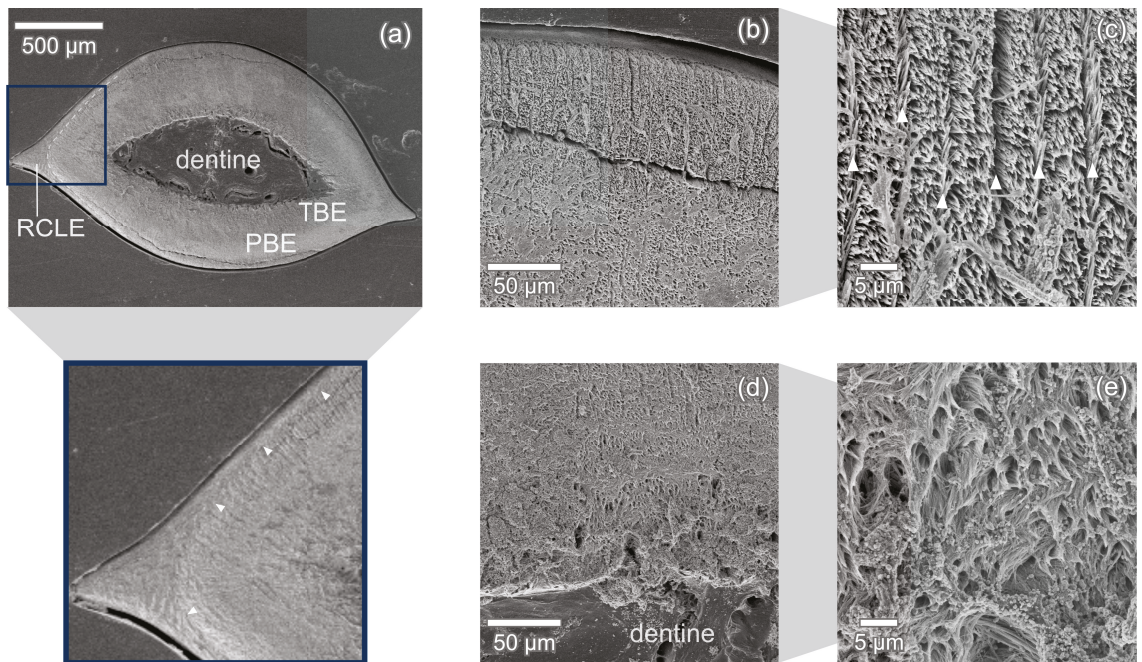 500 µm
(a)
dentine
TBE
RCLE
PBE
(b)
50 µm
(c)
5 µm
(d)
50 µm
dentine
(e)
5 µm